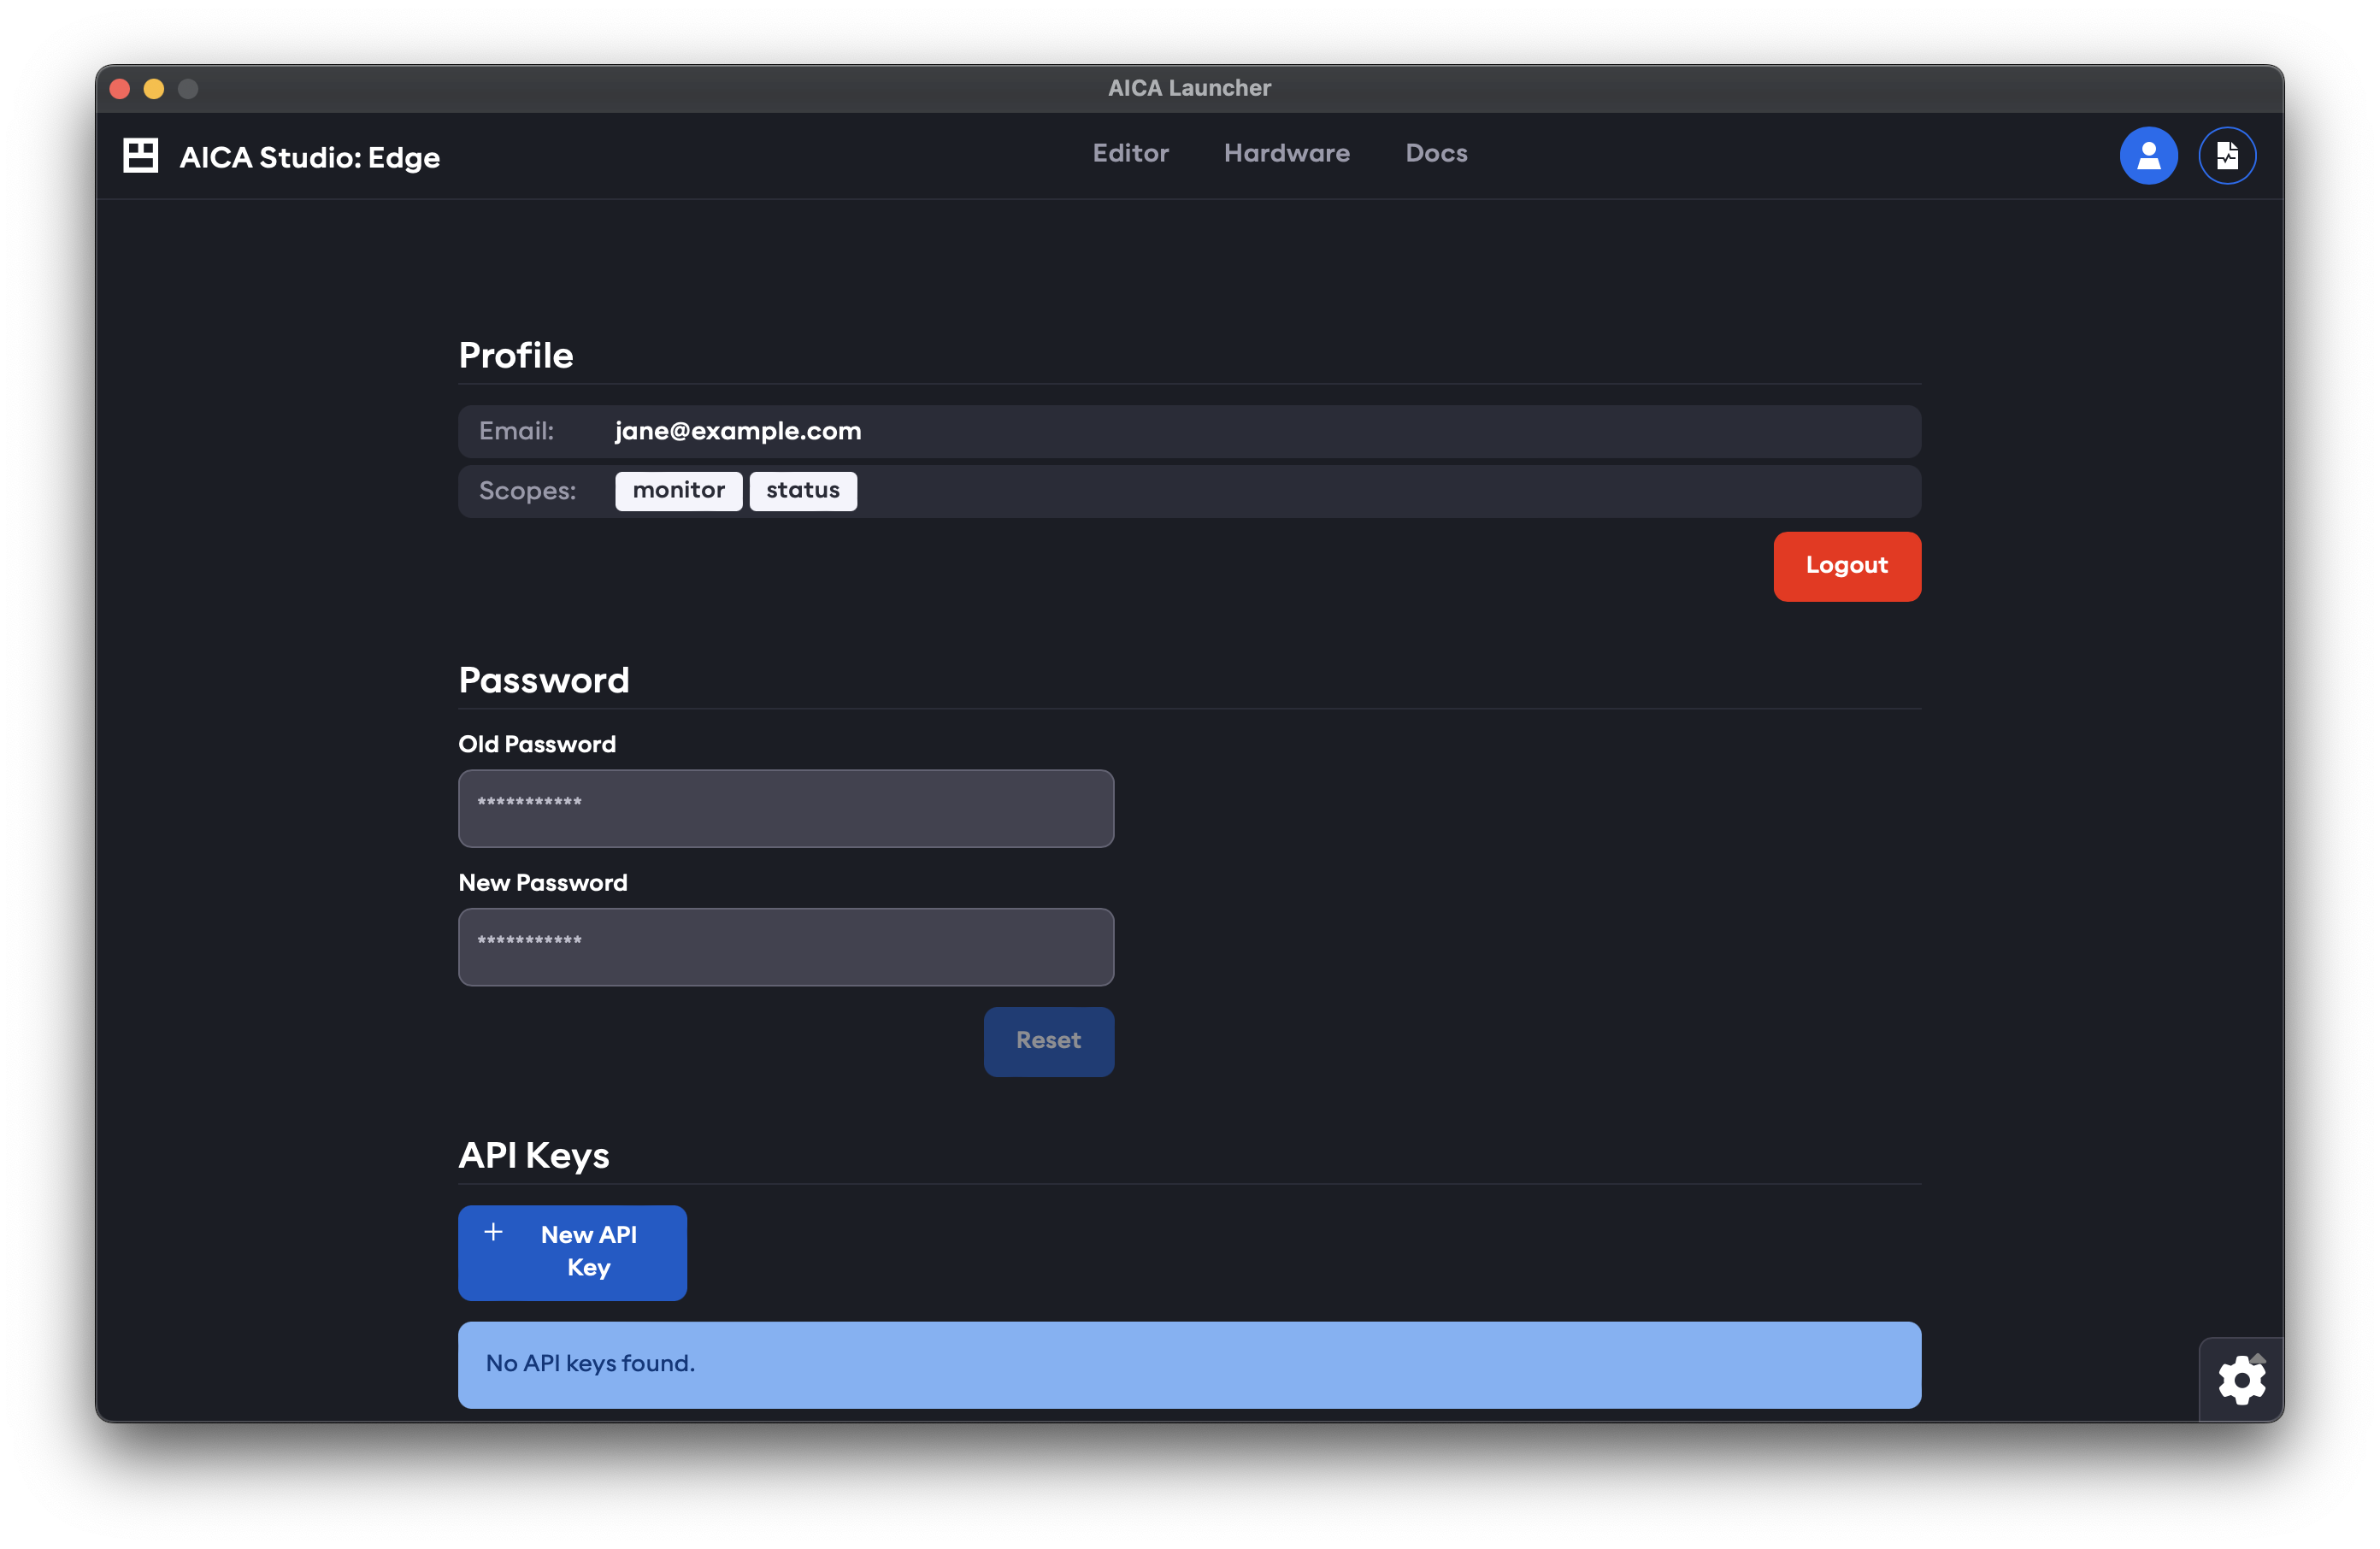 AICA Launcher
AICA Studio: Edge
Editor
Hardware
Docs
Profile
Email: jane@example.com
Scopes: monitor status
Logout
Password
Old Password
***********
New Password
***********
Reset
API Keys
+ New API
Key
No API keys found.